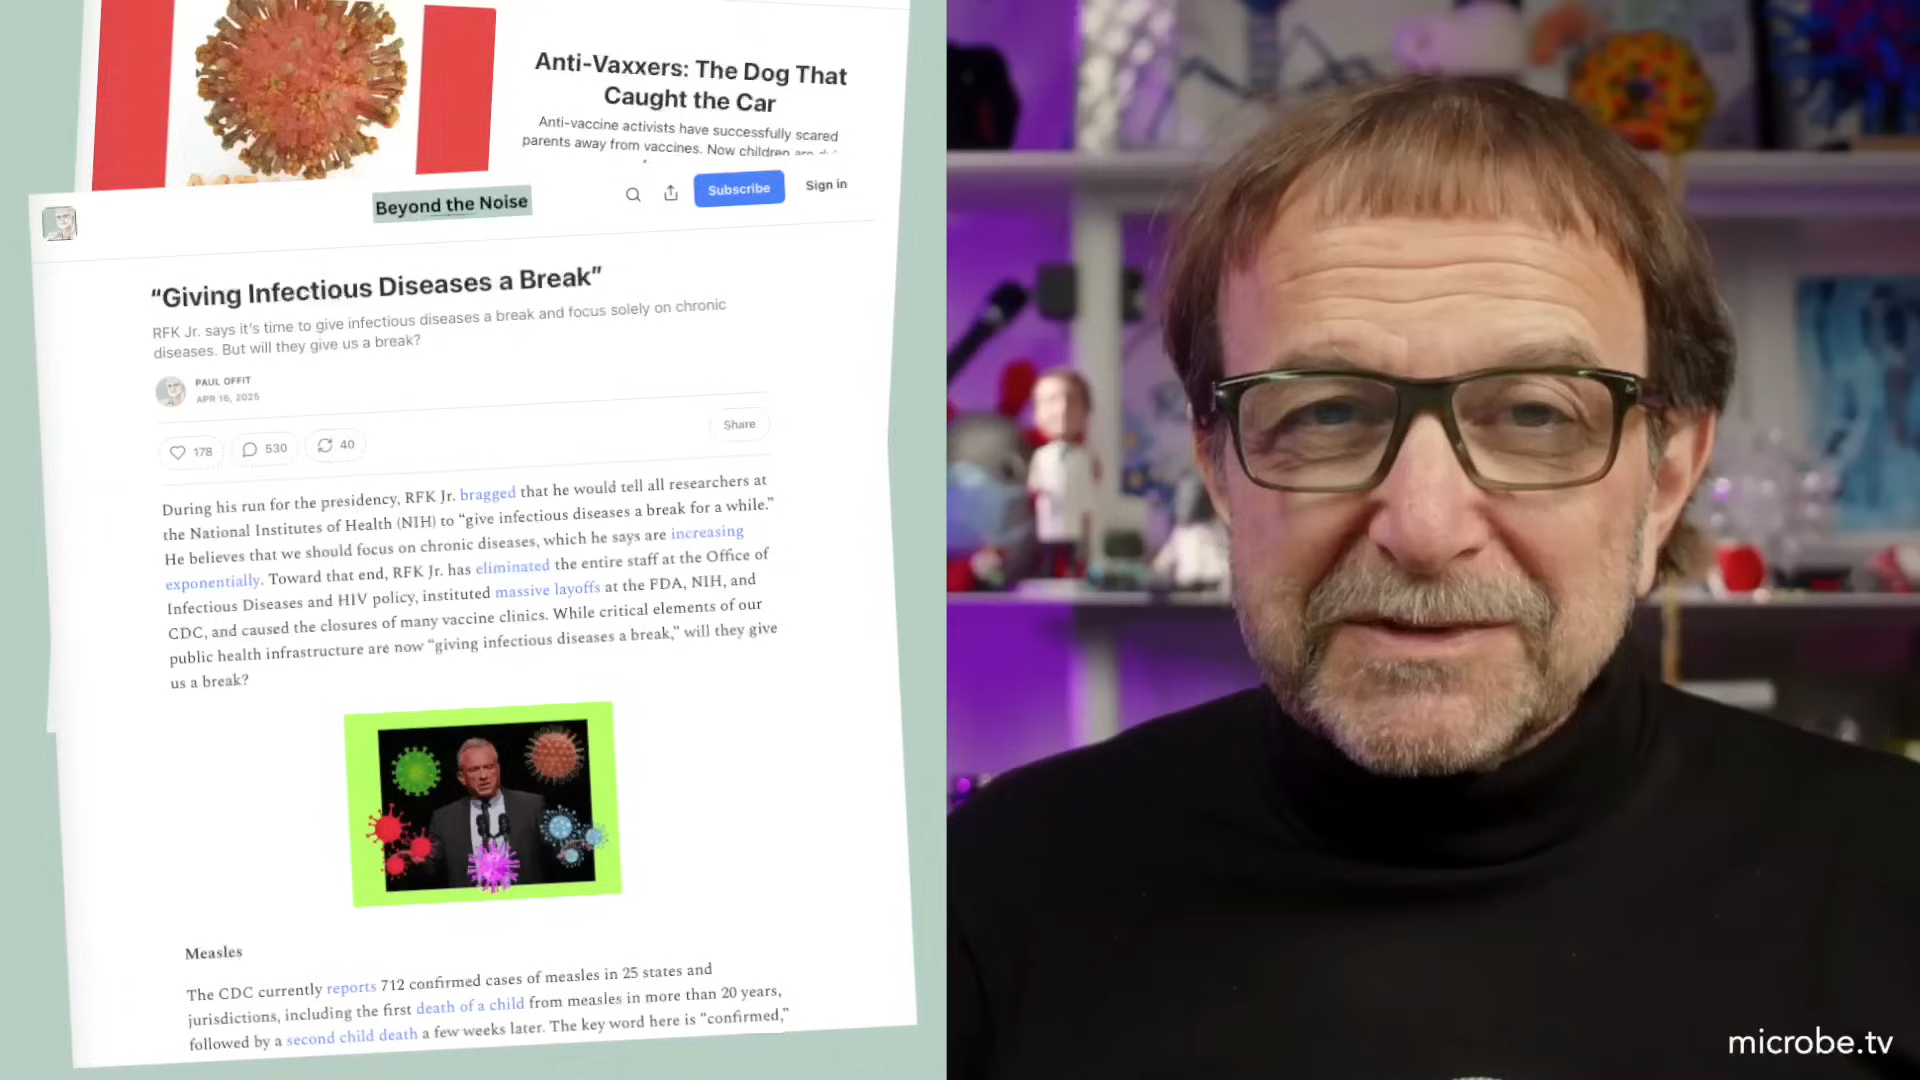 Anti-Vaxxers: The Dog That
Caught the Car
Anti-vaccine activists have successfully scared
parents away from vaccines. Now children are
Beyond the Noise
Subscribe
Sign in
“Giving Infectious Diseases a Break”
RFK Jr. says it’s time to give infectious diseases a break and focus solely on chronic
diseases. But will they give us a break?
PAUL OFFIT
APR 16, 2025
178
530
40
Share
During his run for the presidency, RFK Jr. bragged that he would tell all researchers at
the National Institutes of Health (NIH) to “give infectious diseases a break for a while.”
He believes that we should focus on chronic diseases, which he says are increasing
exponentially. Toward that end, RFK Jr. has eliminated the entire staff at the Office of
Infectious Diseases and HIV policy, instituted massive layoffs at the FDA, NIH, and
CDC, and caused the closures of many vaccine clinics. While critical elements of our
public health infrastructure are now “giving infectious diseases a break,” will they give
us a break?
Measles
The CDC currently reports 712 confirmed cases of measles in 25 states and
jurisdictions, including the first death of a child from measles in more than 20 years,
followed by a second child death a few weeks later. The key word here is “confirmed,”
microbe.tv